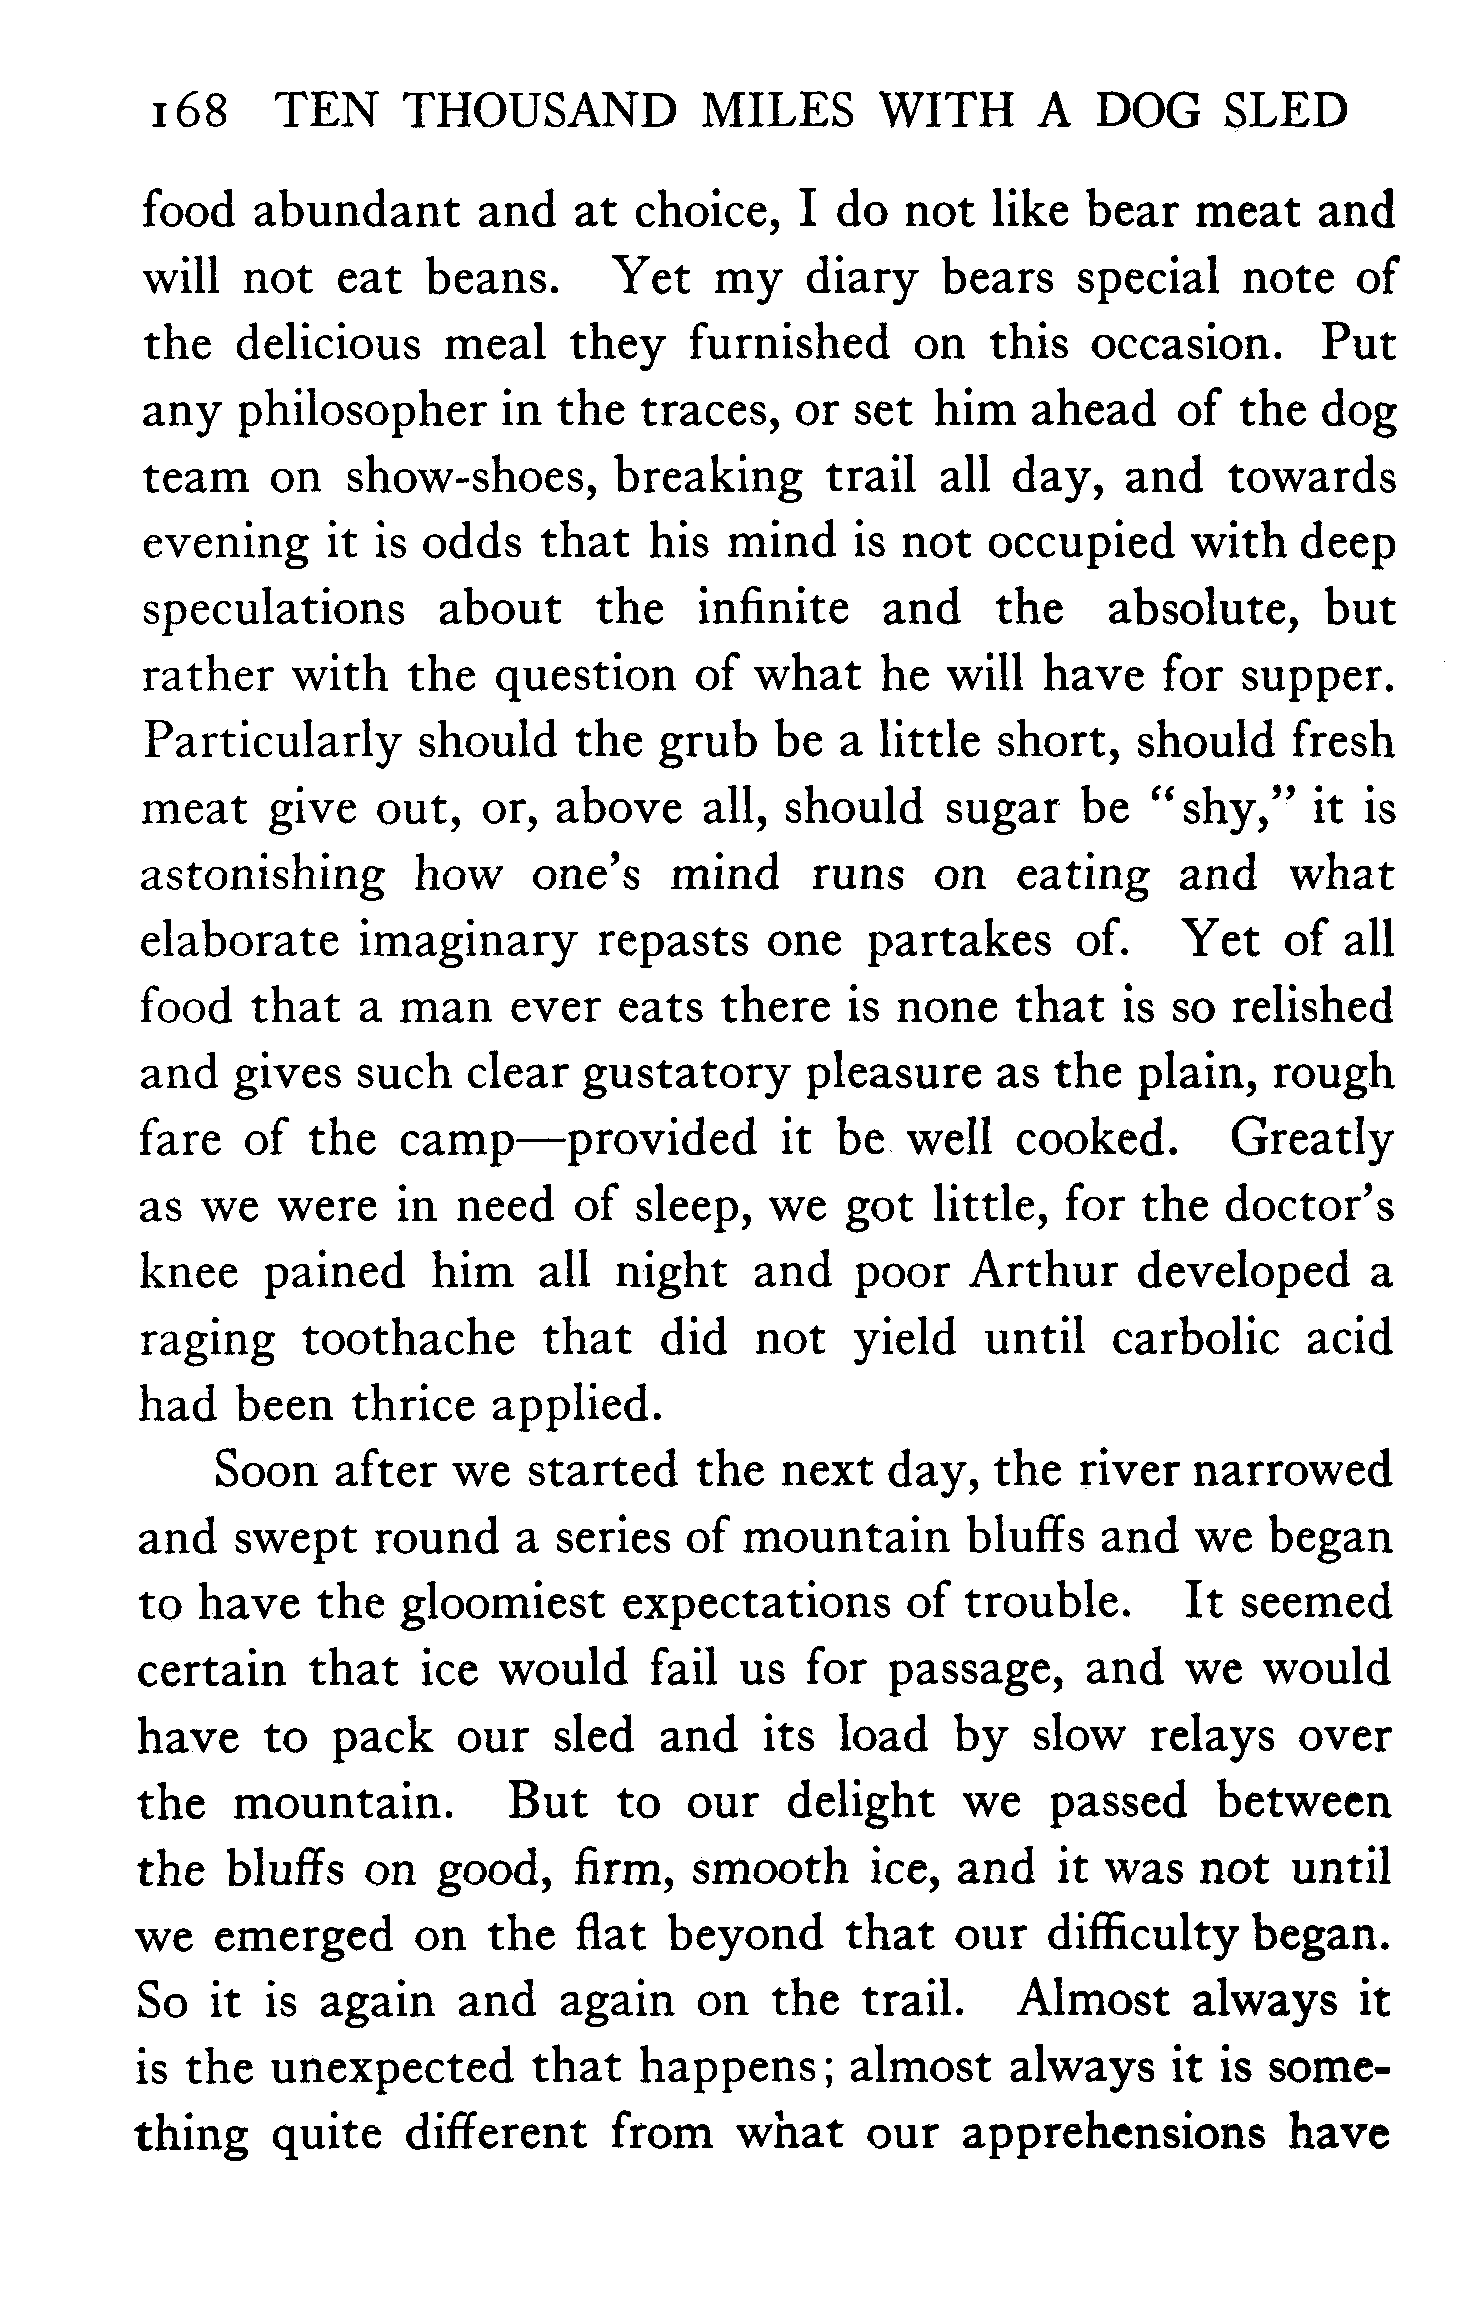 168 TEN THOUSAND MILES WITH A DOG SLED
food abundant and at choice, I do not like bear meat and
will not eat beans. Yet my diary bears special note of
the delicious meal they furnished on this occasion. Put
any philosopher in the traces, or set him ahead of the dog
team on show-shoes, breaking trail all day, and towards
evening it is odds that his mind is not occupied with deep
speculations about the infinite and the absolute, but
rather with the question of what he will have for supper.
Particularly should the grub be a little short, should fresh
meat give out, or, above all, should sugar be “shy,” it is
astonishing how one’s mind runs on eating and what
elaborate imaginary repasts one partakes of. Yet of all
food that a man ever eats there is none that is so relished
and gives such clear gustatory pleasure as the plain, rough
fare of the camp—provided it be well cooked. Greatly
as we were in need of sleep, we got little, for the doctor’s
knee pained him all night and poor Arthur developed a
raging toothache that did not yield until carbolic acid
had been thrice applied.
Soon after we started the next day, the river narrowed
and swept round a series of mountain bluffs and we began
to have the gloomiest expectations of trouble. It seemed
certain that ice would fail us for passage, and we would
have to pack our sled and its load by slow relays over
the mountain. But to our delight we passed between
the bluffs on good, firm, smooth ice, and it was not until
we emerged on the flat beyond that our difficulty began.
So it is again and again on the trail. Almost always it
is the unexpected that happens; almost always it is some-
thing quite different from what our apprehensions have